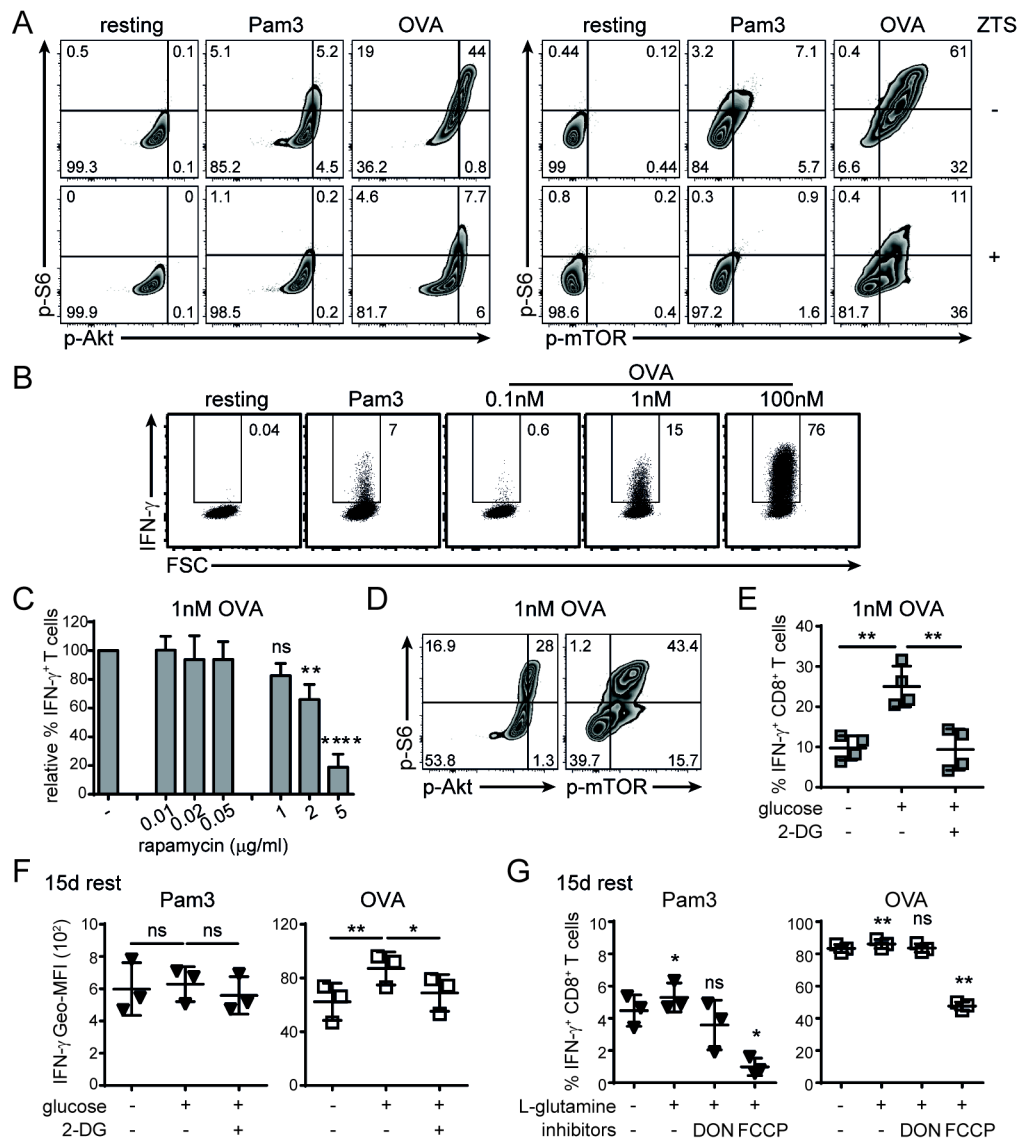 A
resting Pam3 OVA resting Pam3 OVA ZTS
0.5 0.1 5.1 5.2 19 44 0.44 0.12 3.2 7.1 0.4 61
p-S6 p-S6 -
99.3 0.1 85.2 4.5 36.2 0.8 99 0.44 84 5.7 6.6 32
0 0 1.1 0.2 4.6 7.7 0.8 0.2 0.3 0.9 0.4 11
+
99.9 0.1 98.5 0.2 81.7 6 98.6 0.4 97.2 1.6 81.7 36
p-Akt p-mTOR
B
OVA
resting Pam3 0.1nM 1nM 100nM
0.04 7 0.6 15 76
IFN-γ
FSC
C
1nM OVA
relative % IFN-γ+ T cells
120
100
80
60
40
20
0
ns ** ****
- 0.01 0.02 0.05 1 2 5
rapamycin (μg/ml)
D
1nM OVA
16.9 28 1.2 43.4
p-S6
53.8 1.3 39.7 15.7
p-Akt p-mTOR
E
1nM OVA
% IFN-γ+ CD8+ T cells
40
30
20
10
0
** **
glucose - + +
2-DG - - +
F 15d rest
Pam3 OVA
IFN-γ Geo-MFI (10²)
10
8
6
4
2
0
ns ns
120
80
40
0
** *
glucose - + + - + +
2-DG - - + - - +
G 15d rest
Pam3 OVA
% IFN-γ+ CD8+ T cells
10
8
6
4
2
0
* ns *
100
80
60
40
20
0
** ns **
L-glutamine - + + + - + + +
inhibitors - - DON FCCP - - DON FCCP